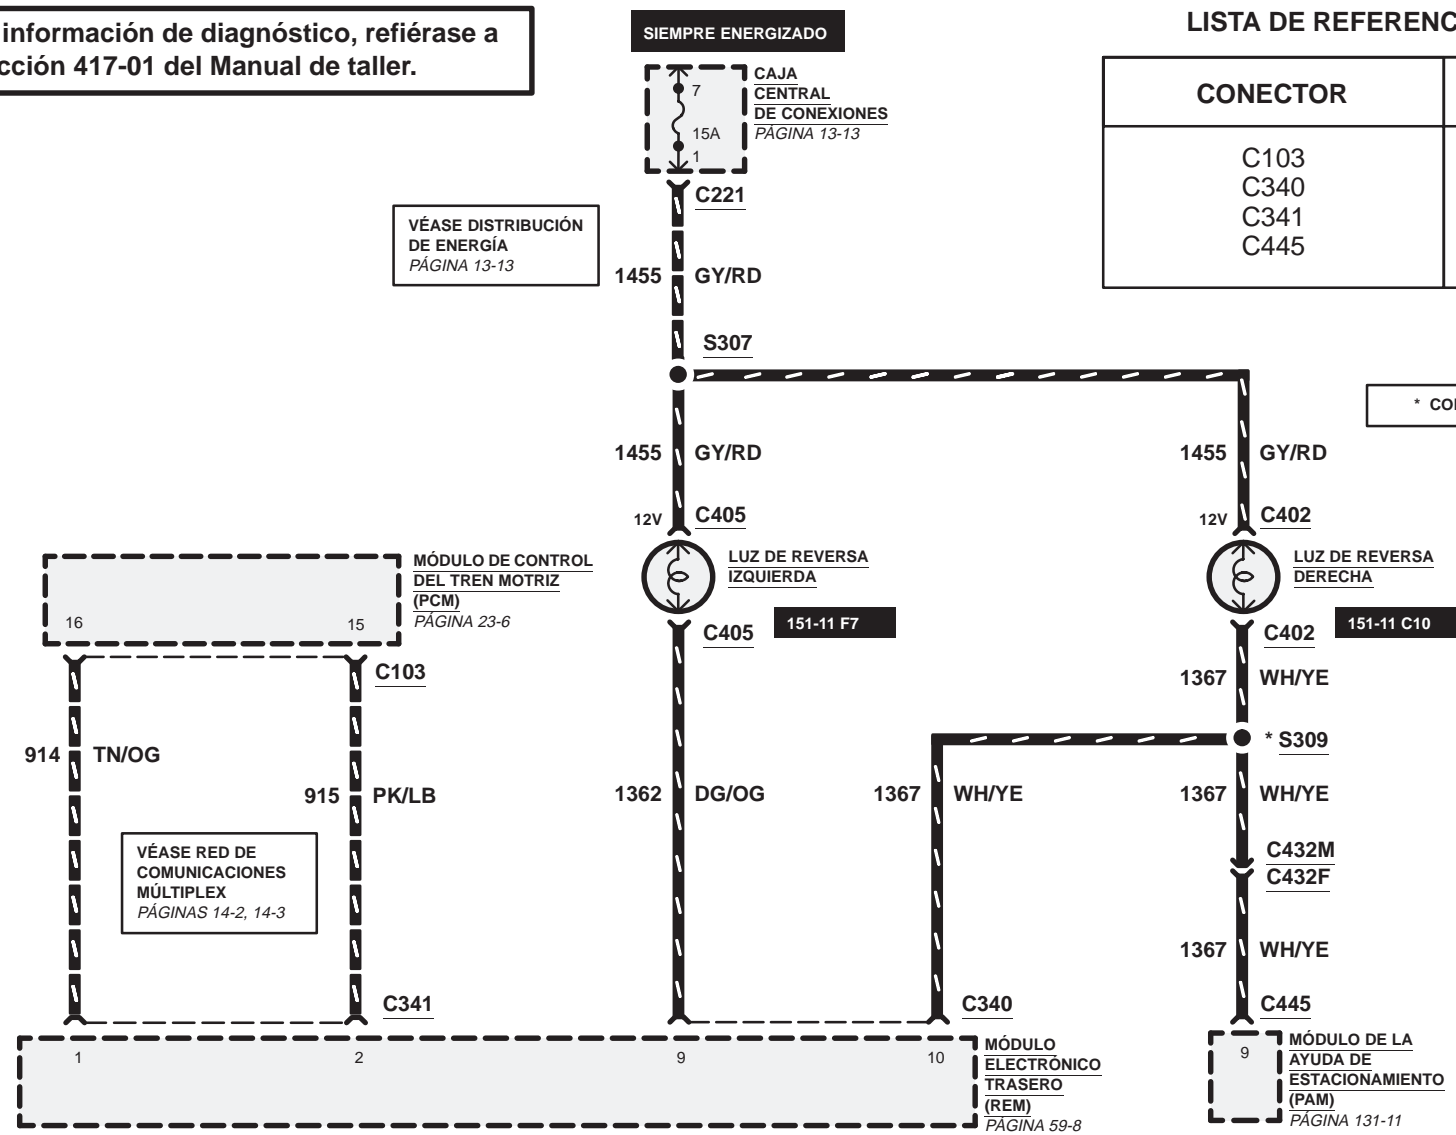 información de diagnóstico, refiérase a
cción 417-01 del Manual de taller.
SIEMPRE ENERGIZADO
LISTA DE REFERENC
CONECTOR
C103
C340
C341
C445
7
15A
1
CAJA
CENTRAL
DE CONEXIONES
PÁGINA 13-13
C221
VÉASE DISTRIBUCIÓN
DE ENERGÍA
PÁGINA 13-13
1455 GY/RD
S307
* CO
1455 GY/RD
1455 GY/RD
12V C405
12V C402
LUZ DE REVERSA
IZQUIERDA
LUZ DE REVERSA
DERECHA
MÓDULO DE CONTROL
DEL TREN MOTRIZ
(PCM)
PÁGINA 23-6
16 15
C405 151-11 F7
C402 151-11 C10
C103
1367 WH/YE
* S309
914 TN/OG
915 PK/LB
1362 DG/OG
1367 WH/YE
1367 WH/YE
VÉASE RED DE
COMUNICACIONES
MÚLTIPLEX
PÁGINAS 14-2, 14-3
C432M
C432F
1367 WH/YE
C341
C340
C445
1 2 9 10
MÓDULO
ELECTRÓNICO
TRASERO
(REM)
PÁGINA 59-8
9
MÓDULO DE LA
AYUDA DE
ESTACIONAMIENTO
(PAM)
PÁGINA 131-11